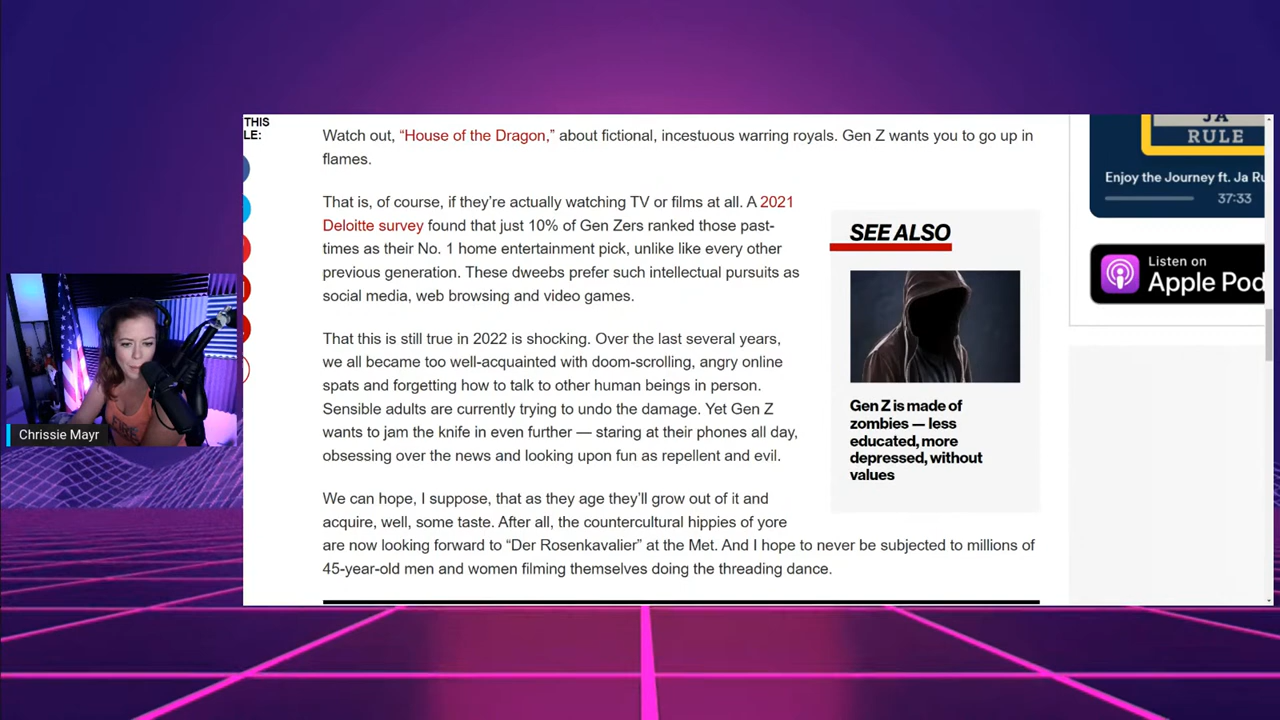 THIS
LE:
Watch out, “House of the Dragon,” about fictional, incestuous warring royals. Gen Z wants you to go up in
flames.
That is, of course, if they’re actually watching TV or films at all. A 2021
Deloitte survey found that just 10% of Gen Zers ranked those past-
times as their No. 1 home entertainment pick, unlike like every other
previous generation. These dweebs prefer such intellectual pursuits as
social media, web browsing and video games.
That this is still true in 2022 is shocking. Over the last several years,
we all became too well-acquainted with doom-scrolling, angry online
spats and forgetting how to talk to other human beings in person.
Sensible adults are currently trying to undo the damage. Yet Gen Z
wants to jam the knife in even further — staring at their phones all day,
obsessing over the news and looking upon fun as repellent and evil.
We can hope, I suppose, that as they age they’ll grow out of it and
acquire, well, some taste. After all, the countercultural hippies of yore
are now looking forward to “Der Rosenkavalier” at the Met. And I hope to never be subjected to millions of
45-year-old men and women filming themselves doing the threading dance.
SEE ALSO
Gen Z is made of
zombies — less
educated, more
depressed, without
values
JA
RULE
Enjoy the Journey ft. Ja Ru
37:33
Listen on
Apple Pod
Chrissie Mayr